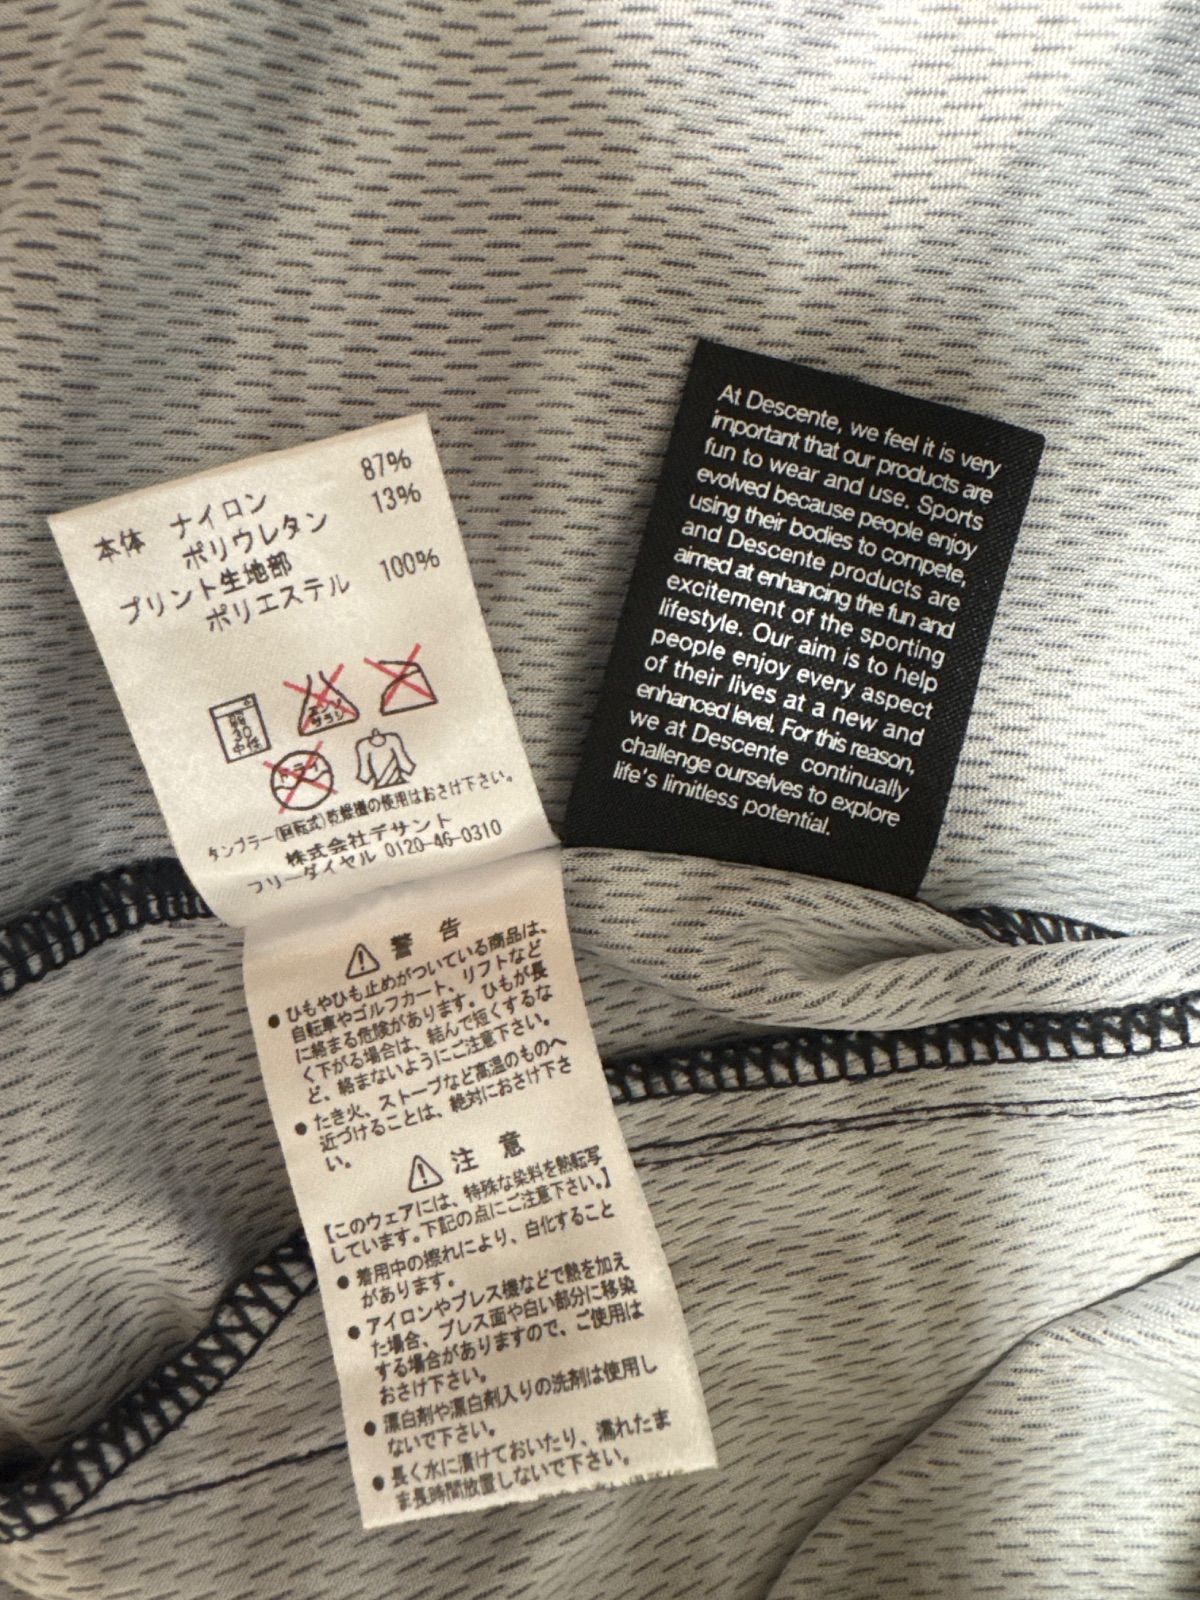 本体 ナイロン 87%
ポリウレタン 13%
プリント生地部
ポリエステル 100%
中性
エンソ
サラシ
ドライ
タンブラー(回転式)乾燥機の使用はおさけ下さい。
株式会社デサント
フリーダイヤル 0120-46-0310
警告
●ひもやひも止めがついている商品は、
自転車やゴルフカート、リフトなど
に絡まる危険があります。ひもが長
く下がる場合は、結んで短くするな
ど、絡まないようにご注意下さい。
●たき火、ストーブなど高温のものへ
近づけることは、絶対におさけ下さ
い。
注意
【このウェアには、特殊な染料を熱転写
しています。下記の点にご注意下さい。】
●着用中の擦れにより、白化すること
があります。
●アイロンやプレス機などで熱を加え
た場合、プレス面や白い部分に移染
する場合がありますので、ご使用は
おさけ下さい。
●漂白剤や漂白剤入りの洗剤は使用し
ないで下さい。
●長く水に漬けておいたり、濡れたま
ま長時間放置しないで下さい。
At Descente, we feel it is very
important that our products are
fun to wear and use. Sports
evolved because people enjoy
using their bodies to compete,
and Descente products are
aimed at enhancing the fun and
excitement of the sporting
lifestyle. Our aim is to help
people enjoy every aspect
of their lives at a new and
enhanced level. For this reason,
we at Descente continually
challenge ourselves to explore
life's limitless potential.